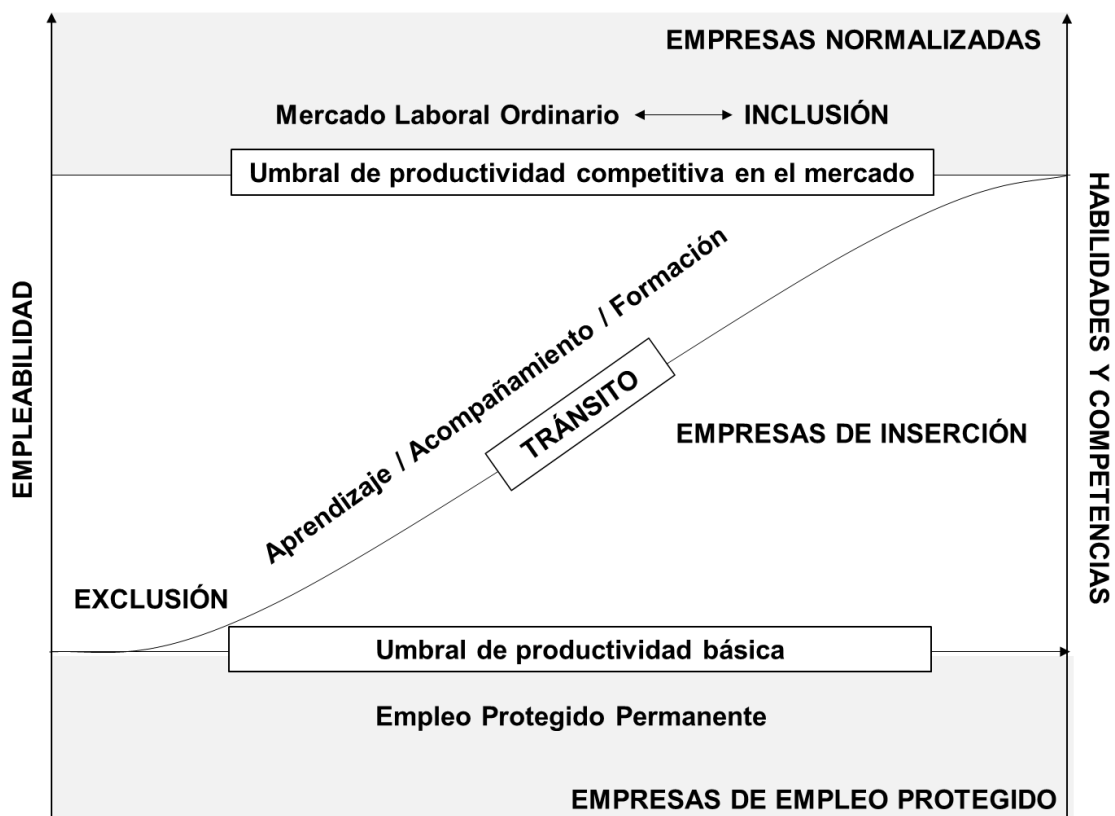 EMPRESAS NORMALIZADAS
Mercado Laboral Ordinario INCLUSIÓN
Umbral de productividad competitiva en el mercado
EMPLEABILIDAD
HABILIDADES Y COMPETENCIAS
Aprendizaje / Acompañamiento / Formación
TRÁNSITO
EMPRESAS DE INSERCIÓN
EXCLUSIÓN
Umbral de productividad básica
Empleo Protegido Permanente
EMPRESAS DE EMPLEO PROTEGIDO